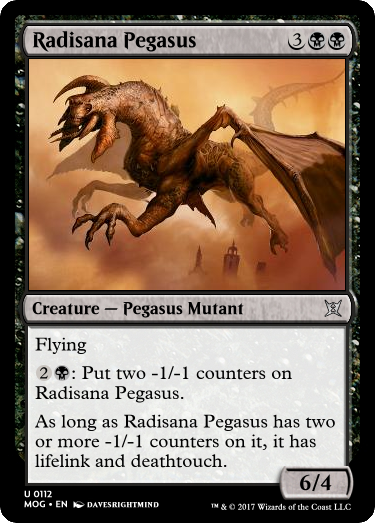 Radisana Pegasus 3
Creature — Pegasus Mutant
Flying
2 : Put two -1/-1 counters on
Radisana Pegasus.
As long as Radisana Pegasus has two
or more -1/-1 counters on it, it has
lifelink and deathtouch.
6/4
U 0112
MOG • EN DAVESRIGHTMIND
™ & © 2017 Wizards of the Coast LLC